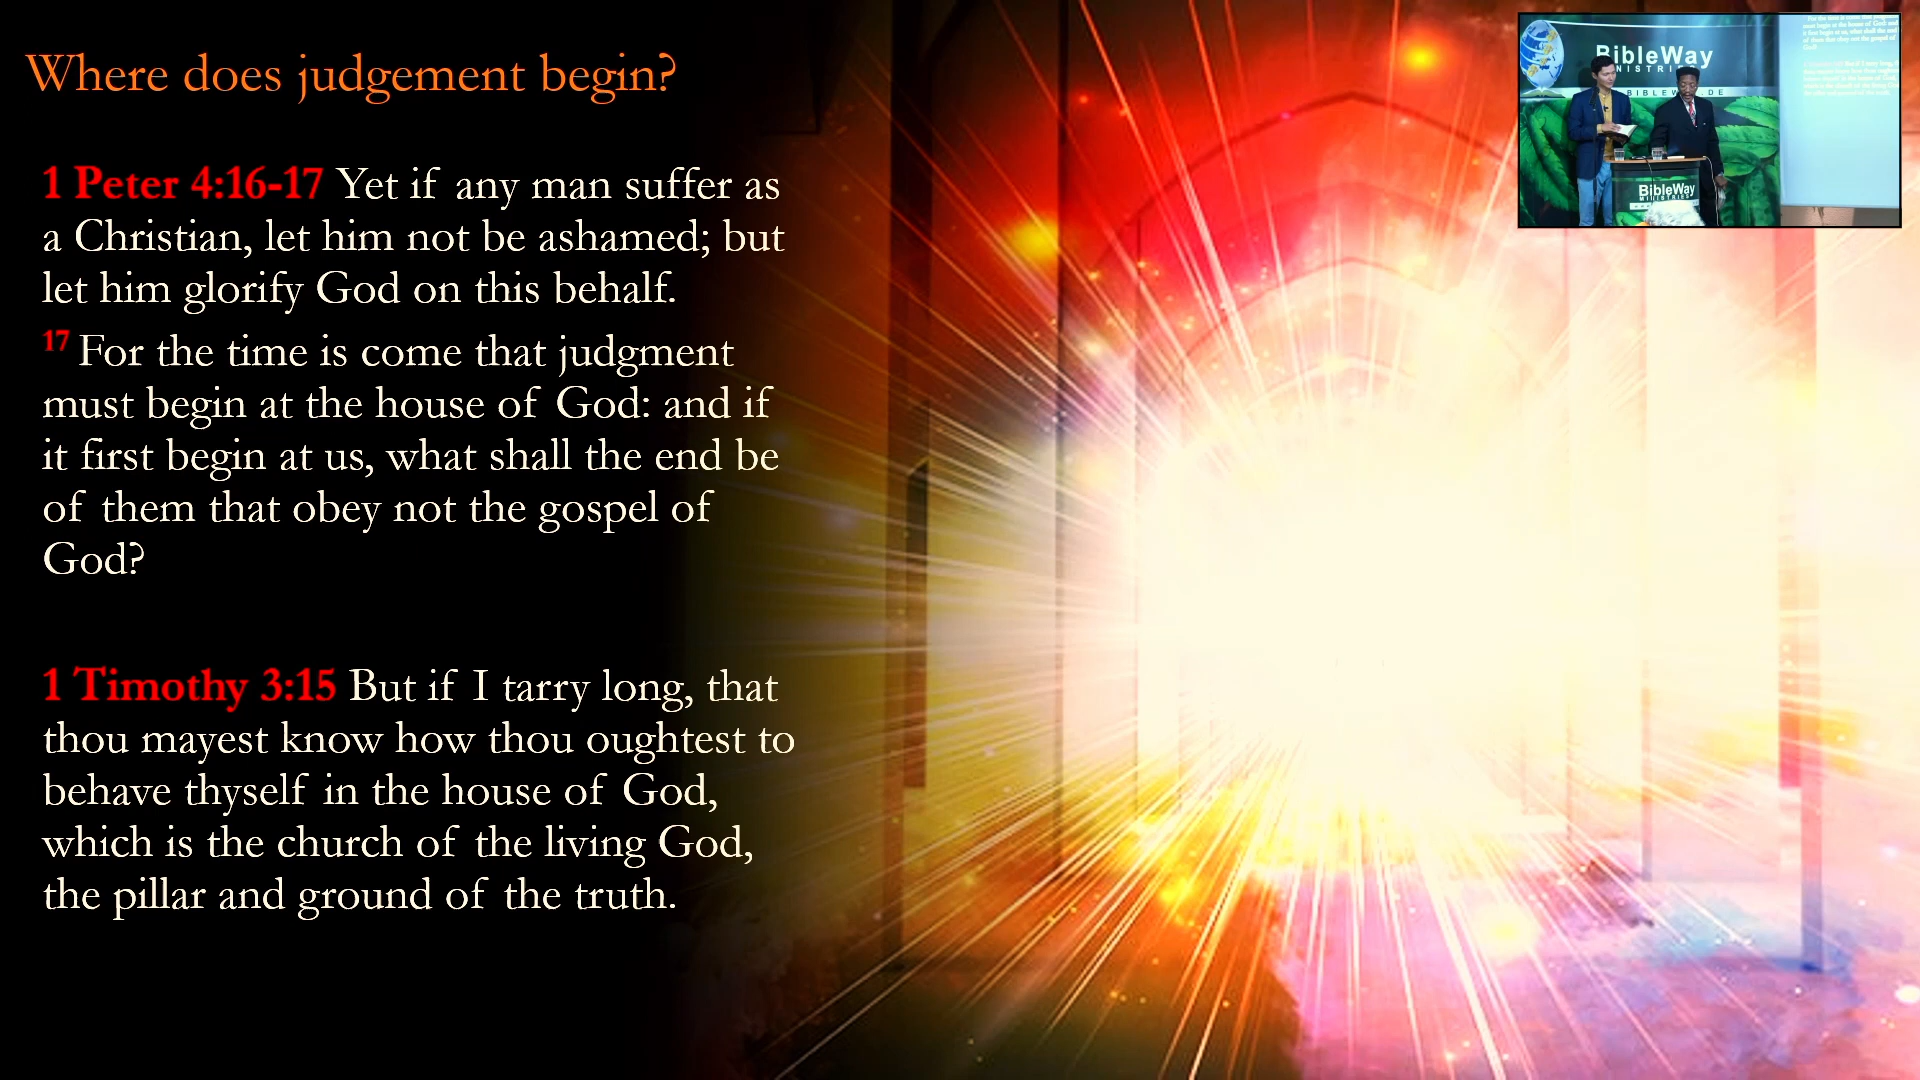 Where does judgement begin?
1 Peter 4:16-17 Yet if any man suffer as
a Christian, let him not be ashamed; but
let him glorify God on this behalf.
17 For the time is come that judgment
must begin at the house of God: and if
it first begin at us, what shall the end be
of them that obey not the gospel of
God?
1 Timothy 3:15 But if I tarry long, that
thou mayest know how thou oughtest to
behave thyself in the house of God,
which is the church of the living God,
the pillar and ground of the truth.
BibleWay
BibleWay
MINISTRIES